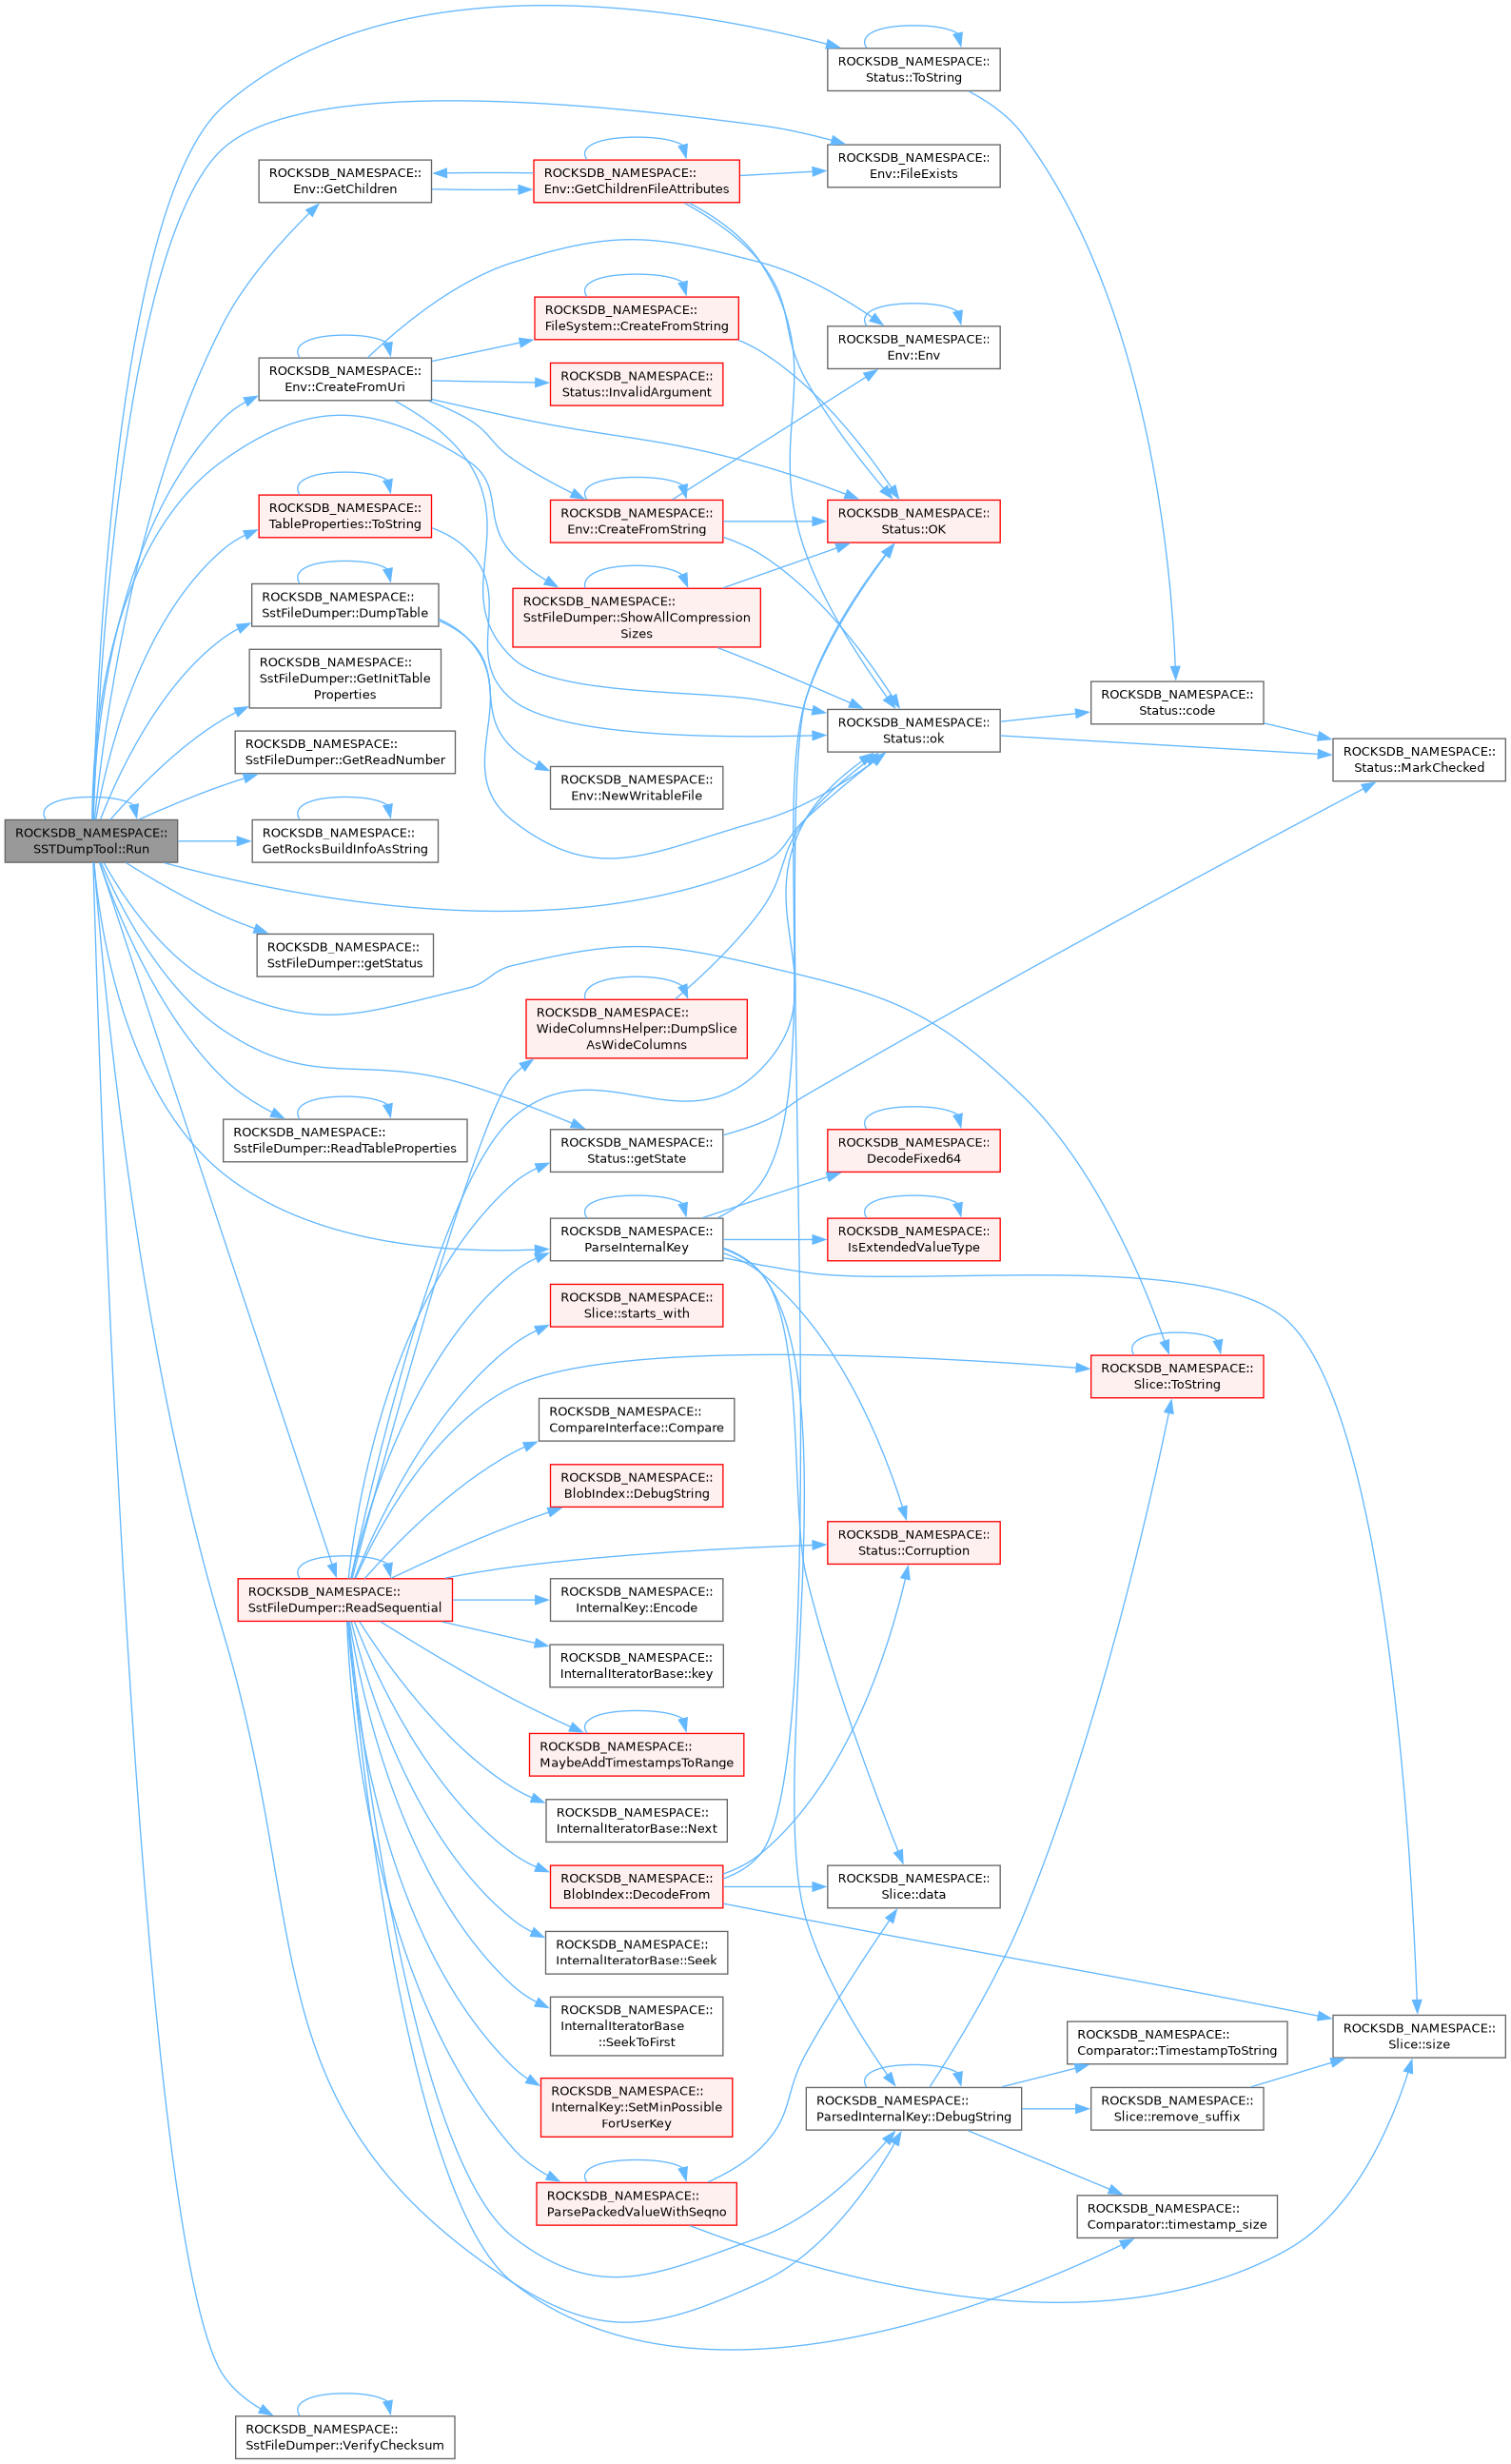 ROCKSDB_NAMESPACE::
Status::ToString
ROCKSDB_NAMESPACE::
Env::FileExists
ROCKSDB_NAMESPACE::
Env::GetChildren
ROCKSDB_NAMESPACE::
Env::GetChildrenFileAttributes
ROCKSDB_NAMESPACE::
FileSystem::CreateFromString
ROCKSDB_NAMESPACE::
Env::Env
ROCKSDB_NAMESPACE::
Env::CreateFromUri
ROCKSDB_NAMESPACE::
Status::InvalidArgument
ROCKSDB_NAMESPACE::
TableProperties::ToString
ROCKSDB_NAMESPACE::
Env::CreateFromString
ROCKSDB_NAMESPACE::
Status::OK
ROCKSDB_NAMESPACE::
SstFileDumper::DumpTable
ROCKSDB_NAMESPACE::
SstFileDumper::ShowAllCompression
Sizes
ROCKSDB_NAMESPACE::
SstFileDumper::GetInitTable
Properties
ROCKSDB_NAMESPACE::
Status::code
ROCKSDB_NAMESPACE::
Status::ok
ROCKSDB_NAMESPACE::
SstFileDumper::GetReadNumber
ROCKSDB_NAMESPACE::
Status::MarkChecked
ROCKSDB_NAMESPACE::
Env::NewWritableFile
ROCKSDB_NAMESPACE::
SSTDumpTool::Run
ROCKSDB_NAMESPACE::
GetRocksBuildInfoAsString
ROCKSDB_NAMESPACE::
SstFileDumper::getStatus
ROCKSDB_NAMESPACE::
WideColumnsHelper::DumpSlice
AsWideColumns
ROCKSDB_NAMESPACE::
SstFileDumper::ReadTableProperties
ROCKSDB_NAMESPACE::
Status::getState
ROCKSDB_NAMESPACE::
DecodeFixed64
ROCKSDB_NAMESPACE::
ParseInternalKey
ROCKSDB_NAMESPACE::
IsExtendedValueType
ROCKSDB_NAMESPACE::
Slice::starts_with
ROCKSDB_NAMESPACE::
Slice::ToString
ROCKSDB_NAMESPACE::
CompareInterface::Compare
ROCKSDB_NAMESPACE::
BlobIndex::DebugString
ROCKSDB_NAMESPACE::
Status::Corruption
ROCKSDB_NAMESPACE::
SstFileDumper::ReadSequential
ROCKSDB_NAMESPACE::
InternalKey::Encode
ROCKSDB_NAMESPACE::
InternalIteratorBase::key
ROCKSDB_NAMESPACE::
MaybeAddTimestampsToRange
ROCKSDB_NAMESPACE::
InternalIteratorBase::Next
ROCKSDB_NAMESPACE::
BlobIndex::DecodeFrom
ROCKSDB_NAMESPACE::
Slice::data
ROCKSDB_NAMESPACE::
InternalIteratorBase::Seek
ROCKSDB_NAMESPACE::
InternalIteratorBase
::SeekToFirst
ROCKSDB_NAMESPACE::
Slice::size
ROCKSDB_NAMESPACE::
Comparator::TimestampToString
ROCKSDB_NAMESPACE::
InternalKey::SetMinPossible
ForUserKey
ROCKSDB_NAMESPACE::
ParsedInternalKey::DebugString
ROCKSDB_NAMESPACE::
Slice::remove_suffix
ROCKSDB_NAMESPACE::
ParsePackedValueWithSeqno
ROCKSDB_NAMESPACE::
Comparator::timestamp_size
ROCKSDB_NAMESPACE::
SstFileDumper::VerifyChecksum